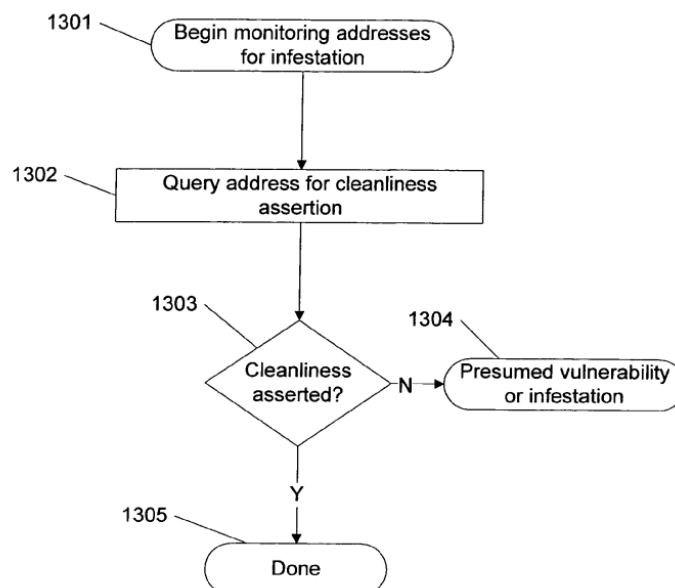 1301
Begin monitoring addresses
for infestation
1302
Query address for cleanliness
assertion
1303
Cleanliness
asserted?
N
1304
Presumed vulnerability
or infestation
Y
1305
Done